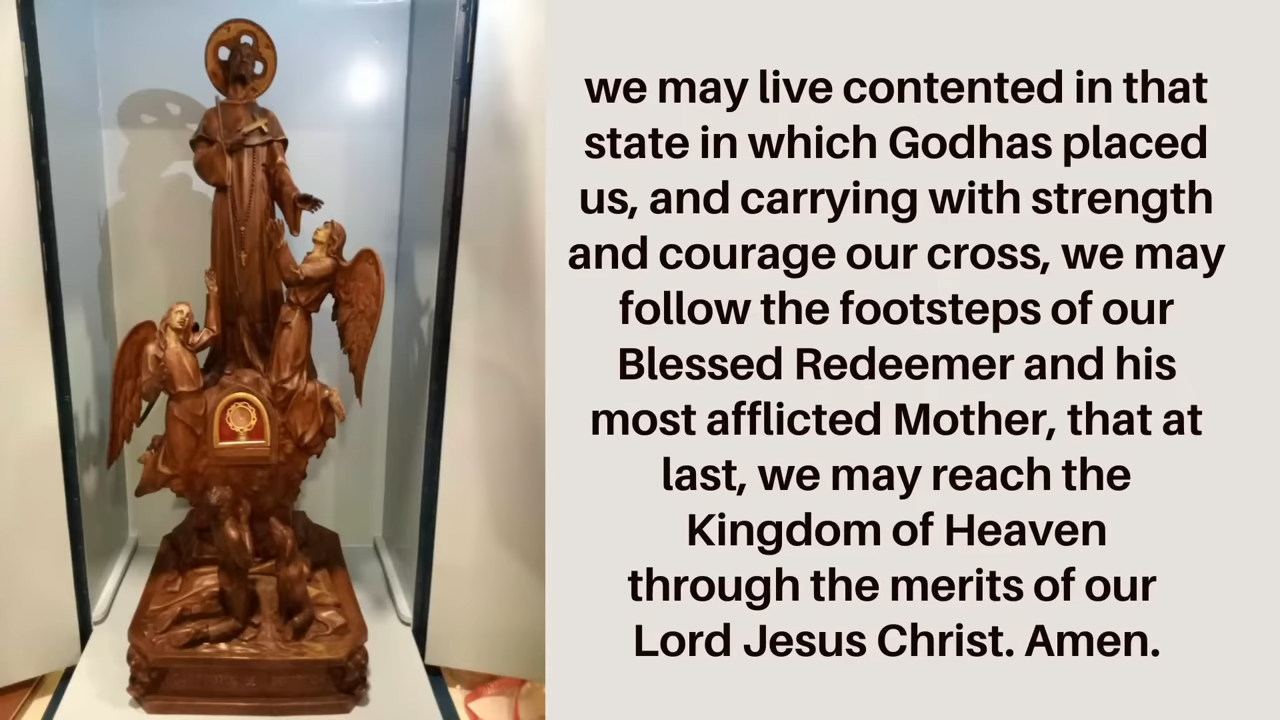 we may live contented in that
state in which Godhas placed
us, and carrying with strength
and courage our cross, we may
follow the footsteps of our
Blessed Redeemer and his
most afflicted Mother, that at
last, we may reach the
Kingdom of Heaven
through the merits of our
Lord Jesus Christ. Amen.